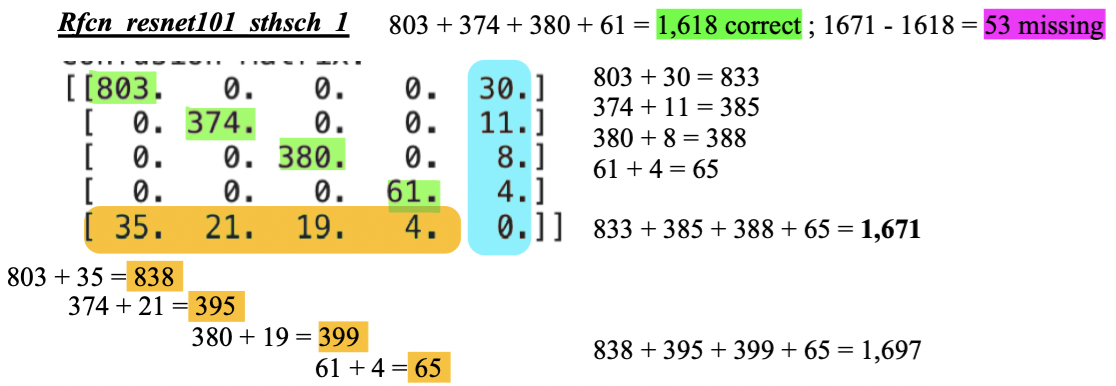 Rfcn_resnet101_sthsch_1 803 + 374 + 380 + 61 = 1,618 correct ; 1671 - 1618 = 53 missing
Confusion Matrix:
[[803. 0. 0. 0. 30.] 803 + 30 = 833
[ 0. 374. 0. 0. 11.] 374 + 11 = 385
[ 0. 0. 380. 0. 8.] 380 + 8 = 388
[ 0. 0. 0. 61. 4.] 61 + 4 = 65
[ 35. 21. 19. 4. 0.]] 833 + 385 + 388 + 65 = 1,671
803 + 35 = 838
374 + 21 = 395
380 + 19 = 399
61 + 4 = 65
838 + 395 + 399 + 65 = 1,697